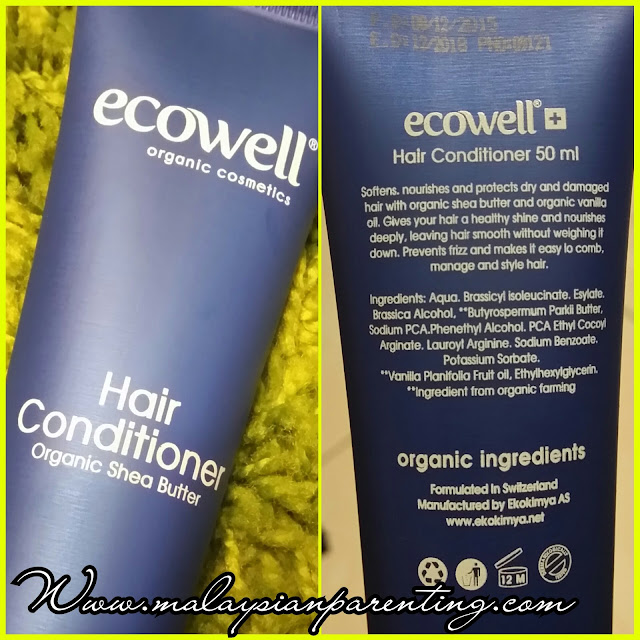 ecowell®
organic cosmetics
Hair
Conditioner
Organic Shea Butter
12/2015
12/2018
ecowell®
Hair Conditioner 50 ml
Softens. nourishes and protects dry and damaged
hair with organic shea butter and organic vanilla
oil. Gives your hair a healthy shine and nourishes
deeply, leaving hair smooth without weighing it
down. Prevents frizz and makes it easy to comb,
manage and style hair.
Ingredients: Aqua. Brassicyl Isoleucinate. Esylate.
Brassica Alcohol, **Butyrospermum Parkii Butter,
Sodium PCA.Phenethyl Alcohol. PCA Ethyl Cocoyl
Arginate. Lauroyl Arginine. Sodium Benzoate.
Potassium Sorbate.
**Vanilla Planifolia Fruit oil, Ethylhexylglycerin.
**Ingredient from organic farming
organic ingredients
Formulated in Switzerland
Manufactured by Ekokimya AS
www.ekokimya.net
12 M
Www.malaysianparenting.com